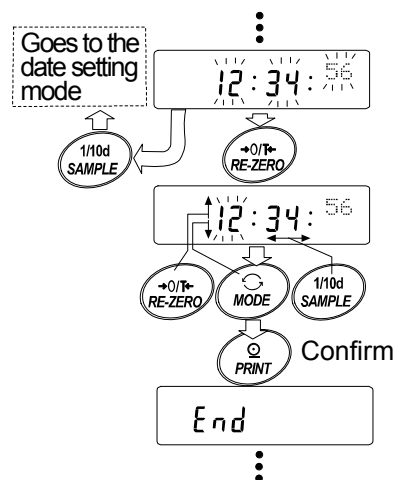 Goes to the
date setting
mode
12:34:56
1/10d
SAMPLE
→0/T←
RE-ZERO
12:34:56
→0/T←
RE-ZERO
MODE
1/10d
SAMPLE
PRINT
Confirm
End